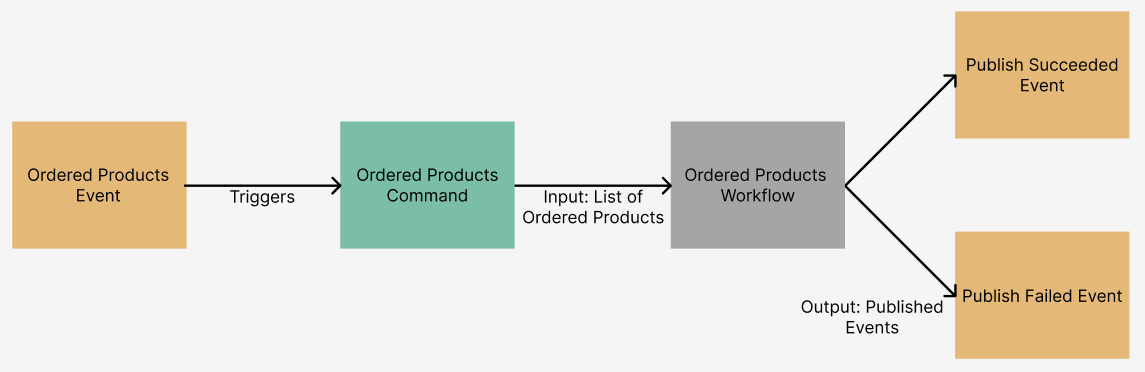 Ordered Products
Event
Triggers
Ordered Products
Command
Input: List of
Ordered Products
Ordered Products
Workflow
Publish Succeeded
Event
Output: Published
Events
Publish Failed Event